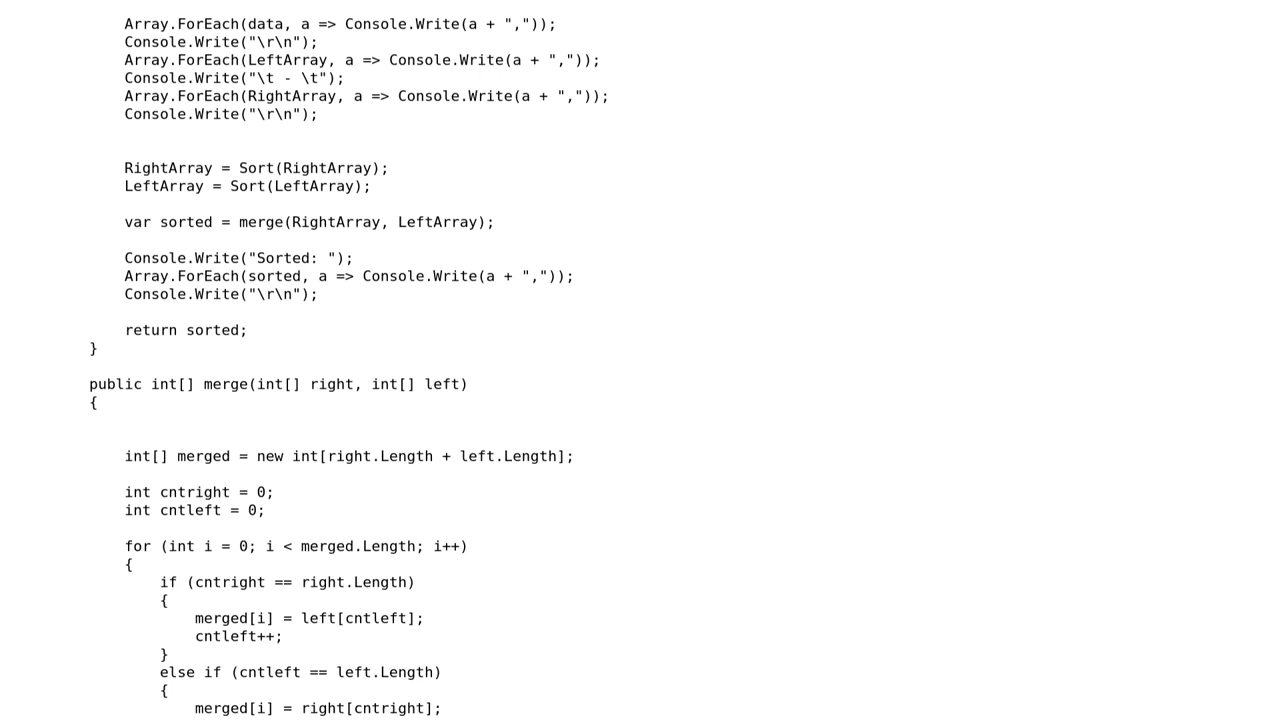 Array.ForEach(data, a => Console.Write(a + ","));
Console.Write("\r\n");
Array.ForEach(LeftArray, a => Console.Write(a + ","));
Console.Write("\t - \t");
Array.ForEach(RightArray, a => Console.Write(a + ","));
Console.Write("\r\n");
RightArray = Sort(RightArray);
LeftArray = Sort(LeftArray);
var sorted = merge(RightArray, LeftArray);
Console.Write("Sorted: ");
Array.ForEach(sorted, a => Console.Write(a + ","));
Console.Write("\r\n");
return sorted;
}
public int[] merge(int[] right, int[] left)
{
int[] merged = new int[right.Length + left.Length];
int cntright = 0;
int cntleft = 0;
for (int i = 0; i < merged.Length; i++)
{
if (cntright == right.Length)
{
merged[i] = left[cntleft];
cntleft++;
}
else if (cntleft == left.Length)
{
merged[i] = right[cntright];